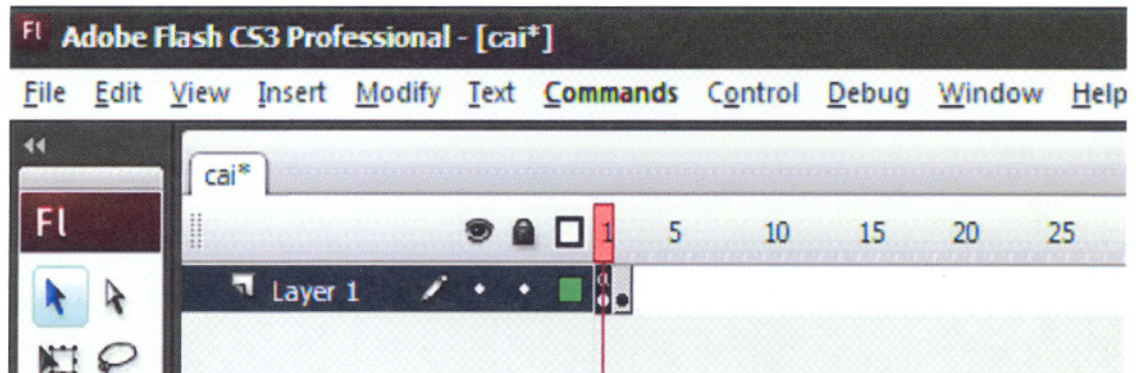 Fl Adobe Flash CS3 Professional - [cai*]
File Edit View Insert Modify Text Commands Control Debug Window Help
cai*
Fl
1 5 10 15 20 25
Layer 1